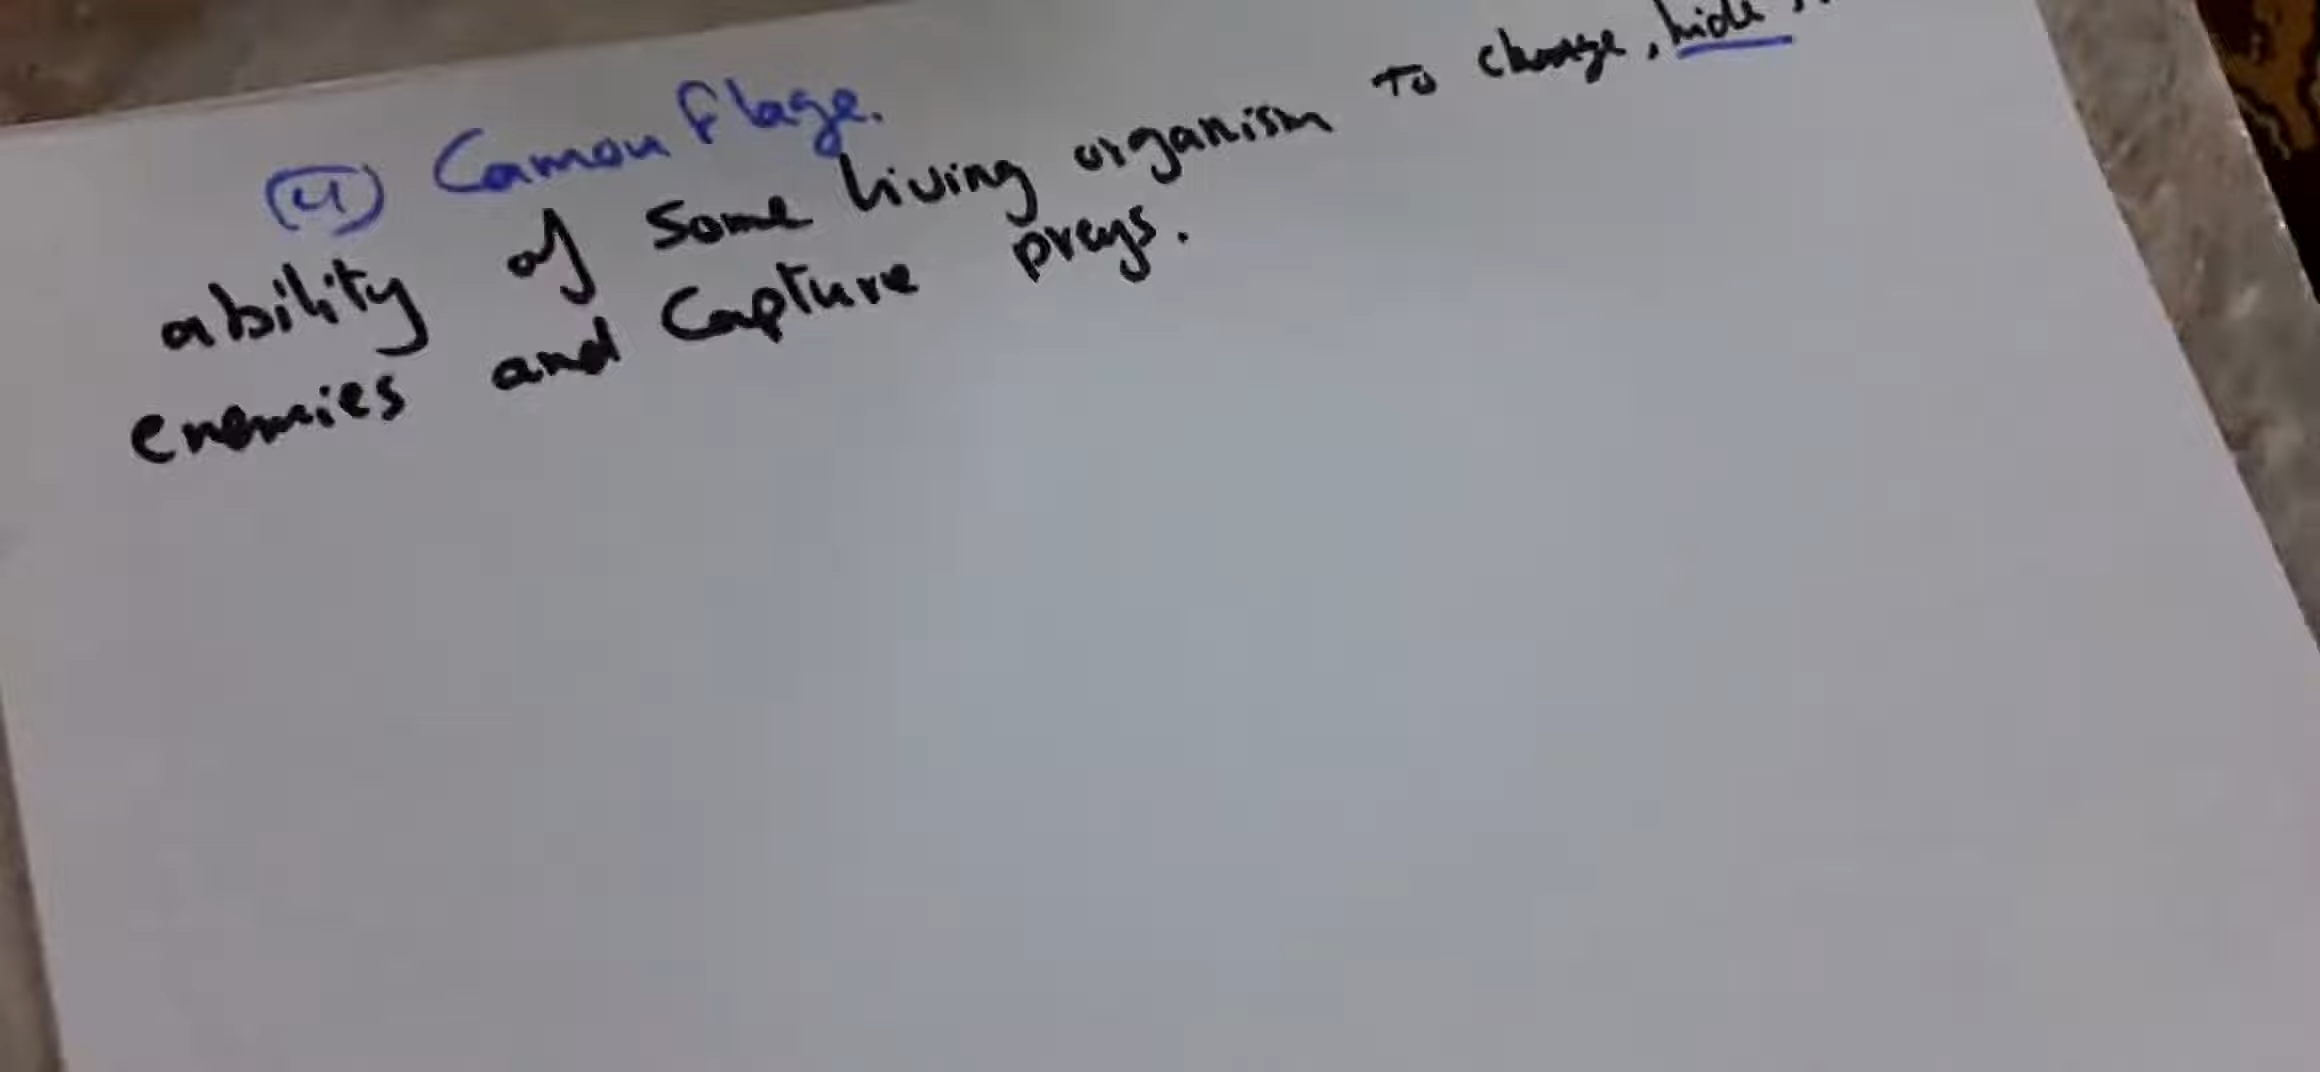 (4) Camouflage.
ability of some living organism to change, hide
enemies and Capture preys.